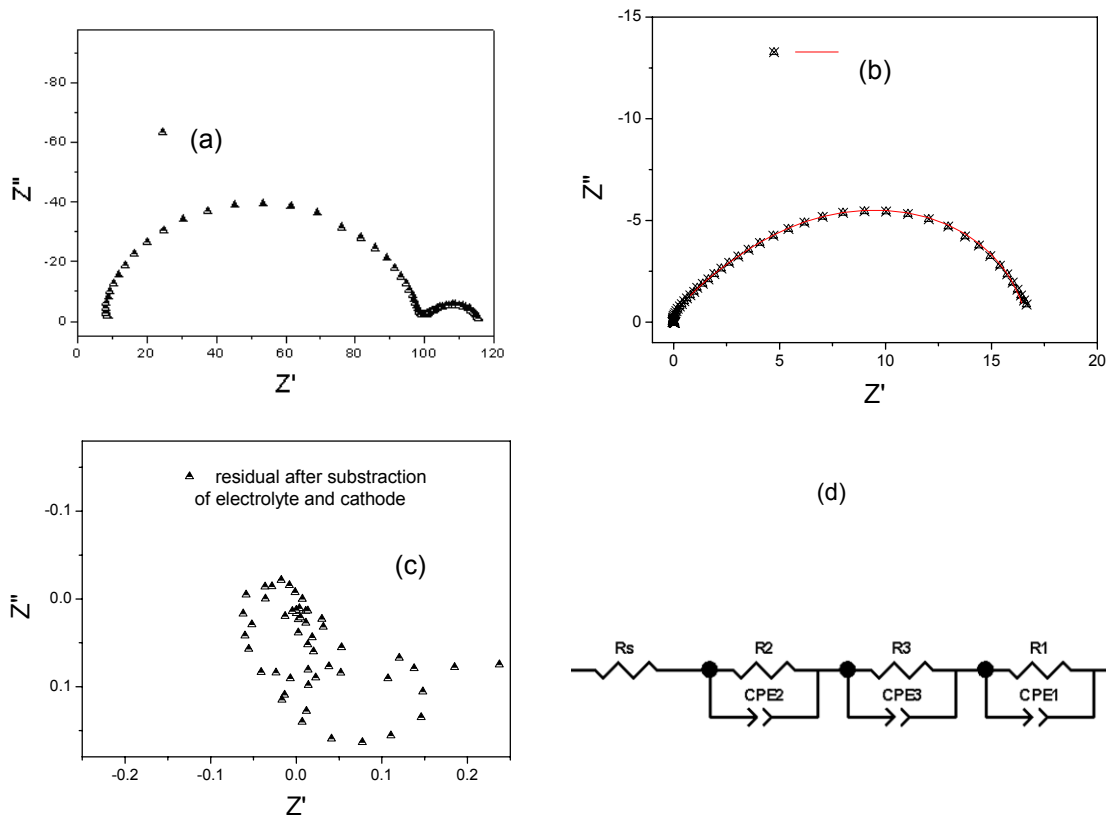 -80
-60
-40
-20
0
Z"
(a)
0 20 40 60 80 100 120
Z'
-15
-10
-5
0
Z"
(b)
0 5 10 15 20
Z'
-0.1
0.0
0.1
Z"
residual after substraction
of electrolyte and cathode
(c)
-0.2 -0.1 0.0 0.1 0.2
Z'
(d)
Rs R2 R3 R1
CPE2 CPE3 CPE1